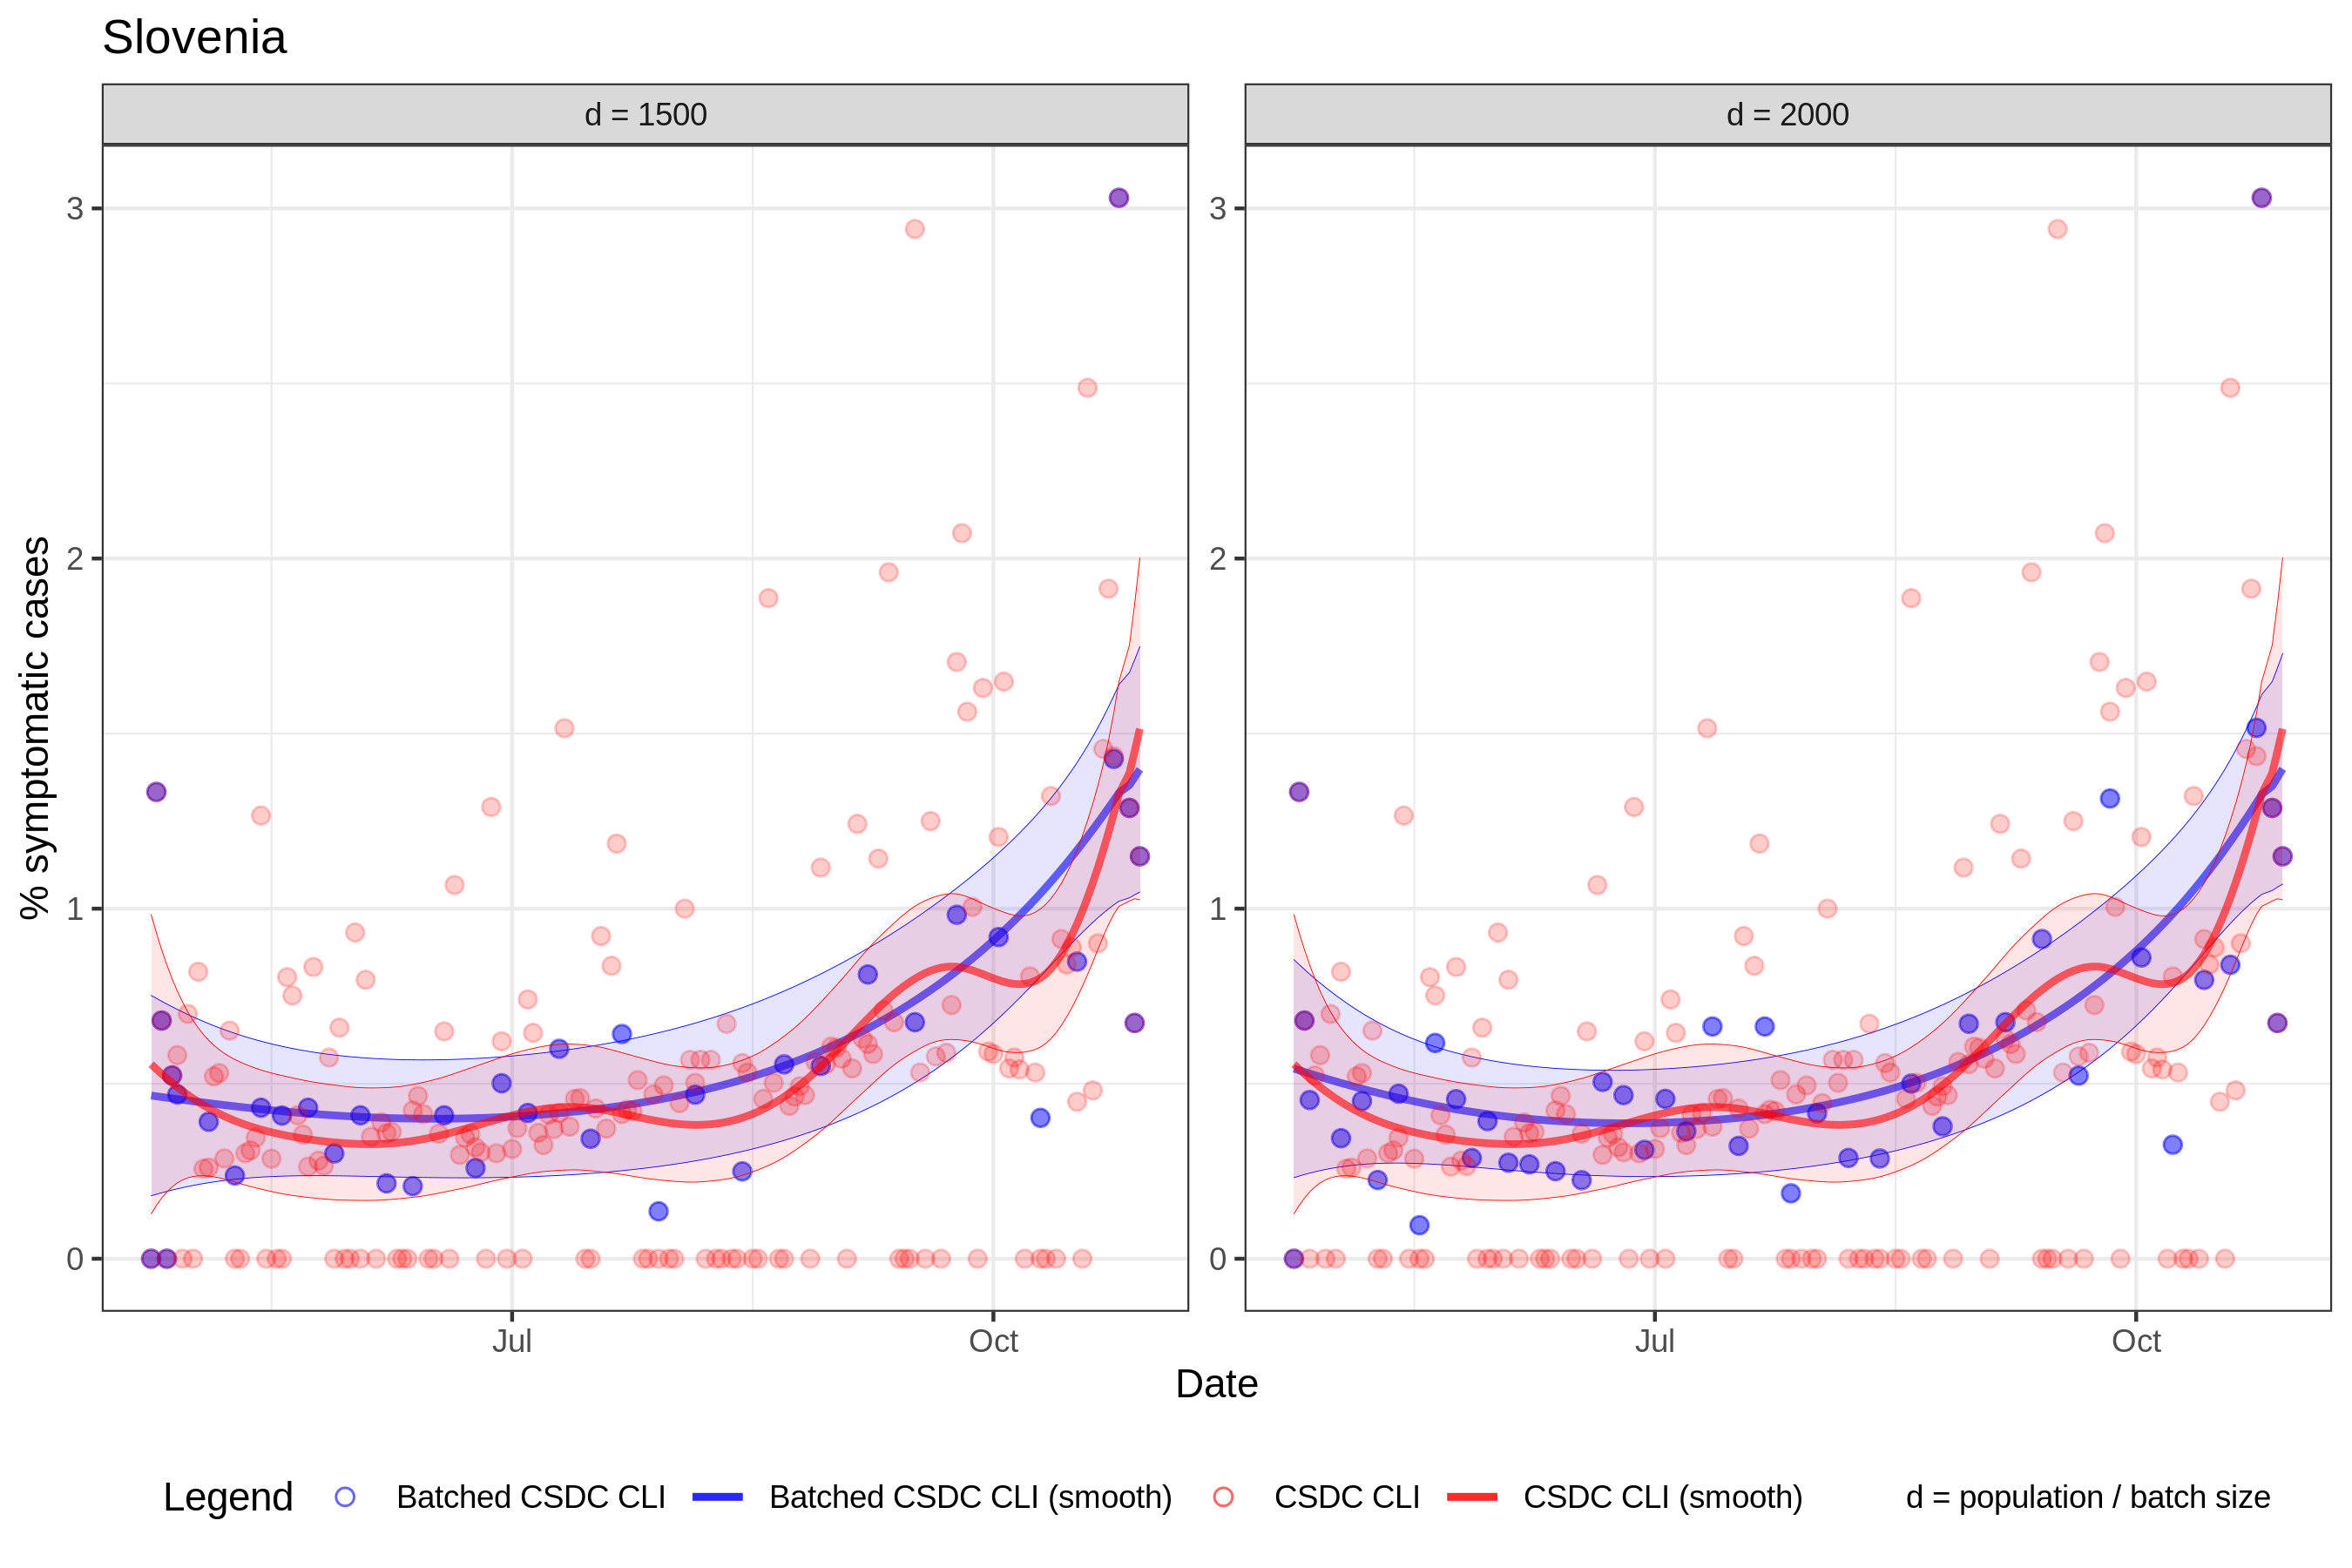 Slovenia
d = 1500
d = 2000
% symptomatic cases
3
2
1
0
3
2
1
0
Jul
Oct
Jul
Oct
Date
Legend
Batched CSDC CLI
Batched CSDC CLI (smooth)
CSDC CLI
CSDC CLI (smooth)
d = population / batch size